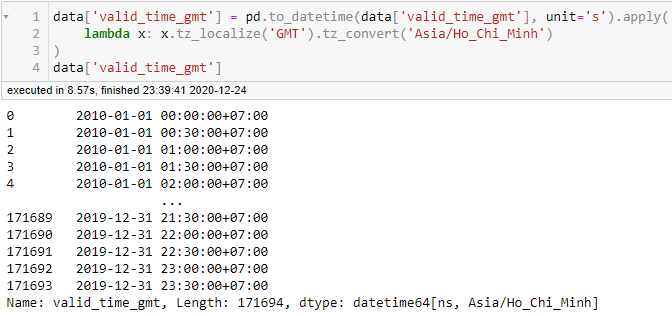 1 data['valid_time_gmt'] = pd.to_datetime(data['valid_time_gmt'], unit='s').apply(
2     lambda x: x.tz_localize('GMT').tz_convert('Asia/Ho_Chi_Minh')
3 )
4 data['valid_time_gmt']
executed in 8.57s, finished 23:39:41 2020-12-24
0        2010-01-01 00:00:00+07:00
1        2010-01-01 00:30:00+07:00
2        2010-01-01 01:00:00+07:00
3        2010-01-01 01:30:00+07:00
4        2010-01-01 02:00:00+07:00
                    ...
171689   2019-12-31 21:30:00+07:00
171690   2019-12-31 22:00:00+07:00
171691   2019-12-31 22:30:00+07:00
171692   2019-12-31 23:00:00+07:00
171693   2019-12-31 23:30:00+07:00
Name: valid_time_gmt, Length: 171694, dtype: datetime64[ns, Asia/Ho_Chi_Minh]